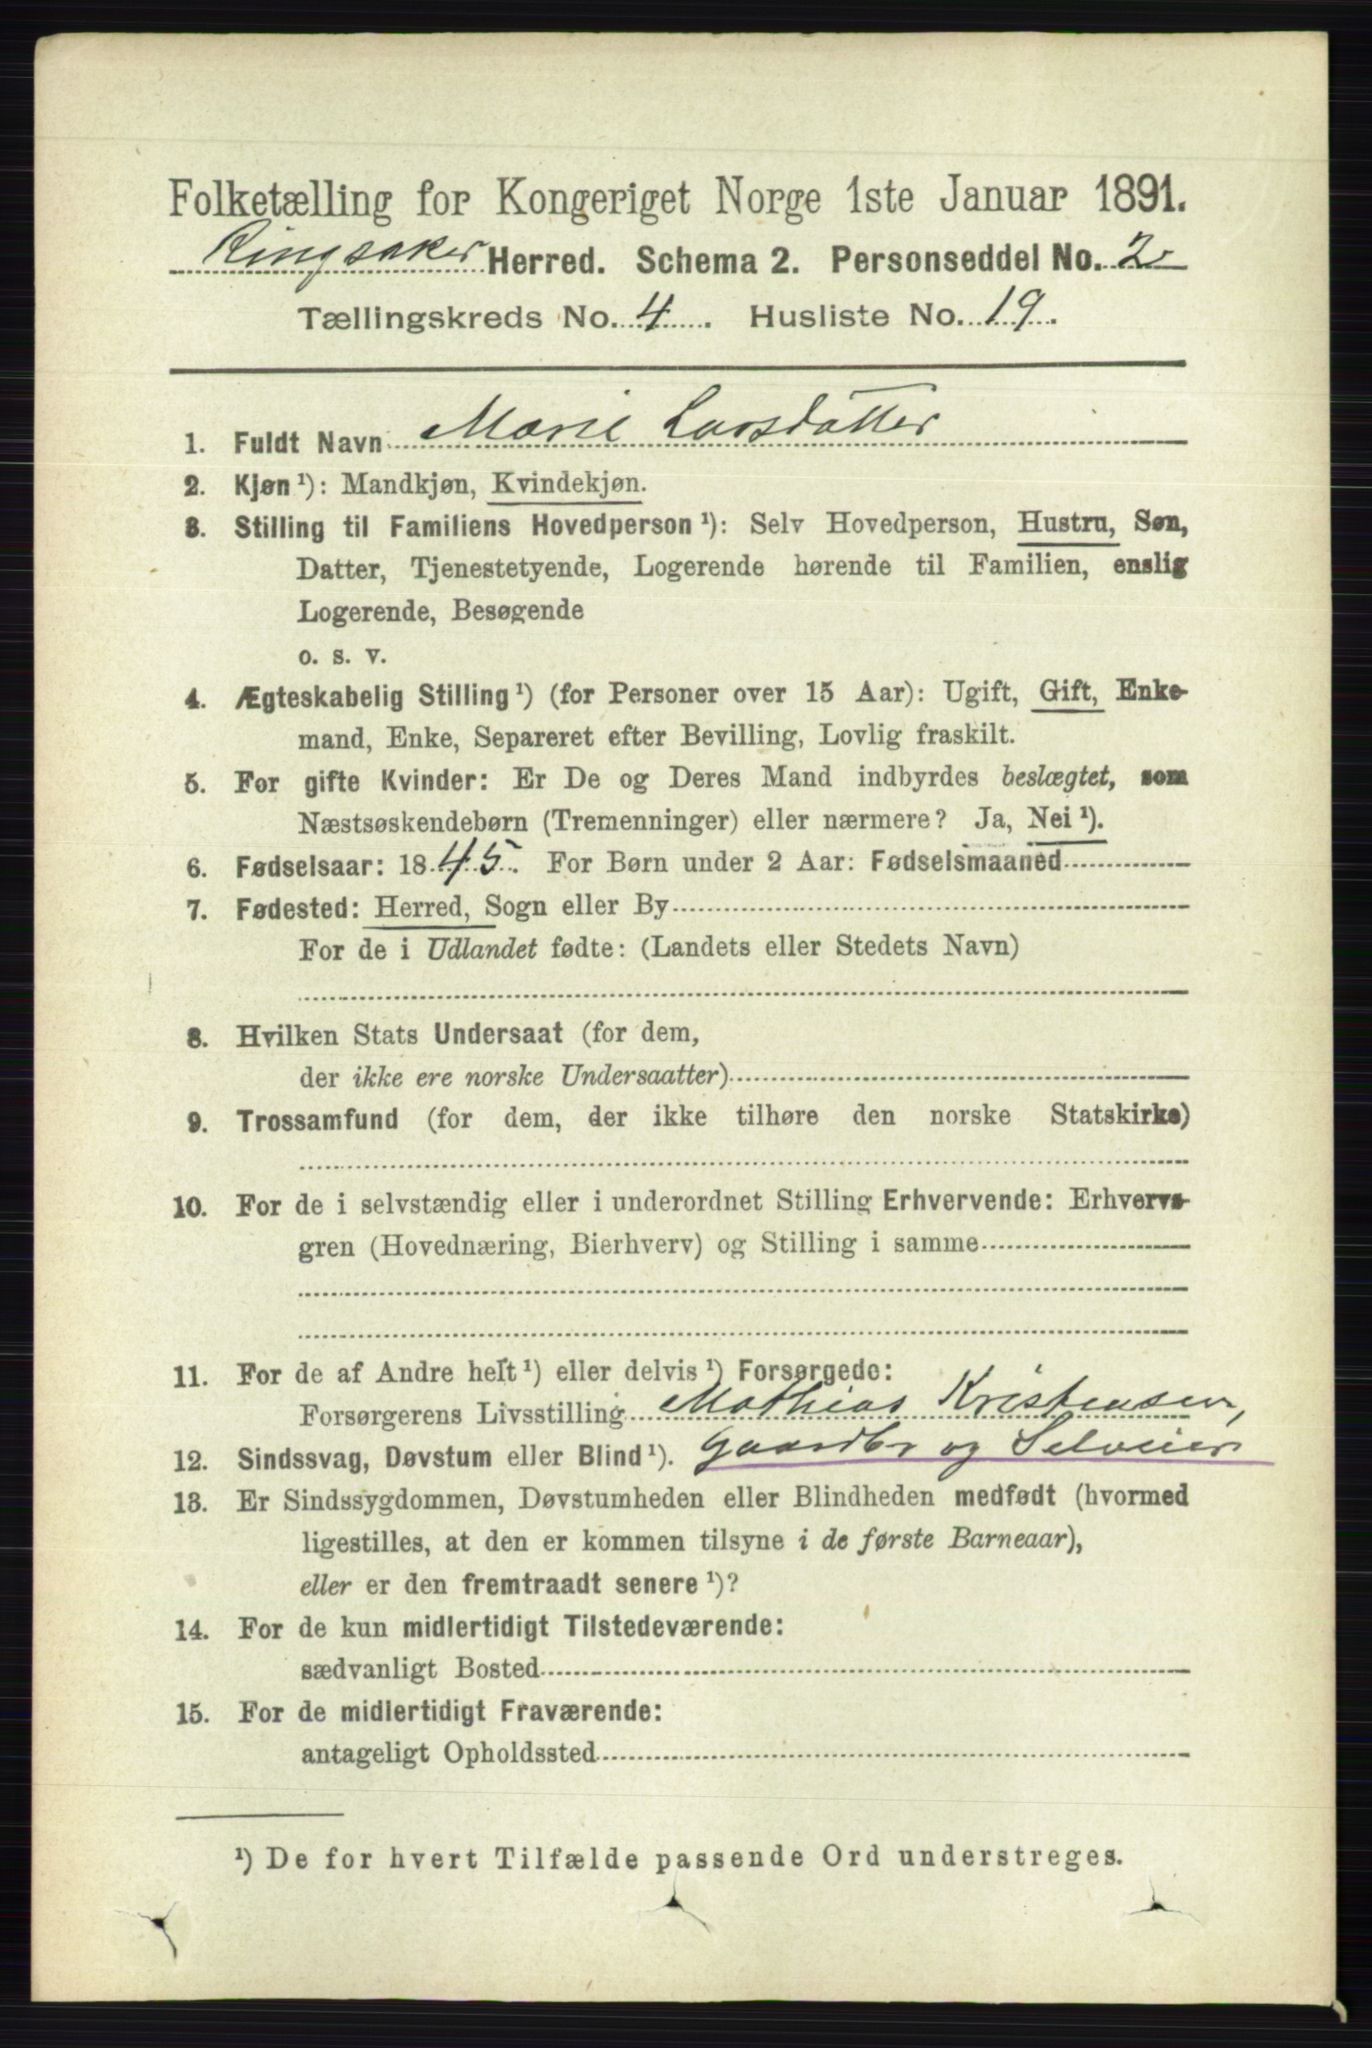 Folketælling for Kongeriget Norge 1ste Januar 1891.
Ringsaker Herred. Schema 2. Personseddel No. 2
Tællingskreds No. 4. Husliste No. 19.
1. Fuldt Navn Marie Larsdatter
2. Kjøn ¹): Mandkjøn, Kvindekjøn.
3. Stilling til Familiens Hovedperson ¹): Selv Hovedperson, Hustru, Søn,
Datter, Tjenestetyende, Logerende hørende til Familien, enslig
Logerende, Besøgende
o. s. v.
4. Ægteskabelig Stilling ¹) (for Personer over 15 Aar): Ugift, Gift, Enke-
mand, Enke, Separeret efter Bevilling, Lovlig fraskilt.
5. For gifte Kvinder: Er De og Deres Mand indbyrdes beslægtet, som
Næstsøskendebørn (Tremenninger) eller nærmere? Ja, Nei ¹).
6. Fødselsaar: 1845. For Børn under 2 Aar: Fødselsmaaned
7. Fødested: Herred, Sogn eller By
For de i Udlandet fødte: (Landets eller Stedets Navn)
8. Hvilken Stats Undersaat (for dem,
der ikke ere norske Undersaatter)
9. Trossamfund (for dem, der ikke tilhøre den norske Statskirke)
10. For de i selvstændig eller i underordnet Stilling Erhvervende: Erhvervs-
gren (Hovednæring, Bierhverv) og Stilling i samme
11. For de af Andre helt ¹) eller delvis ¹) Forsørgede:
Forsørgerens Livsstilling Mathias Kristensen,
12. Sindssvag, Døvstum eller Blind ¹). Gaardbr og Selveier
13. Er Sindssygdommen, Døvstumheden eller Blindheden medfødt (hvormed
ligestilles, at den er kommen tilsyne i de første Barneaar),
eller er den fremtraadt senere ¹)?
14. For de kun midlertidigt Tilstedeværende:
sædvanligt Bosted
15. For de midlertidigt Fraværende:
antageligt Opholdssted
¹) De for hvert Tilfælde passende Ord understreges.